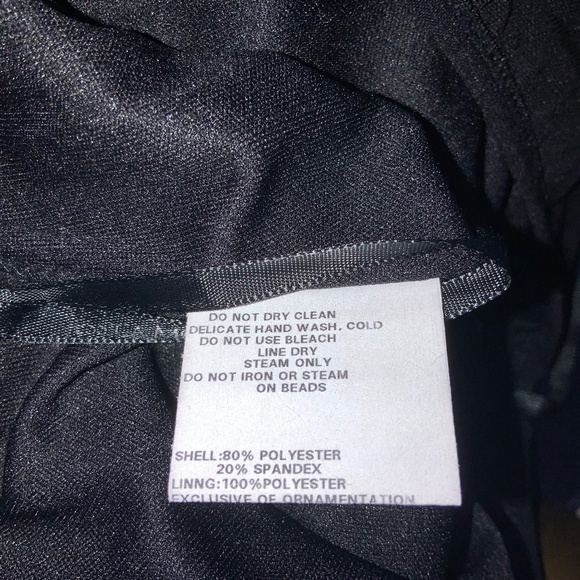 DO NOT DRY CLEAN
DELICATE HAND WASH. COLD
DO NOT USE BLEACH
LINE DRY
STEAM ONLY
DO NOT IRON OR STEAM
ON BEADS
SHELL:80% POLYESTER
20% SPANDEX
LINNG:100%POLYESTER
EXCLUSIVE OF ORNAMENTATION